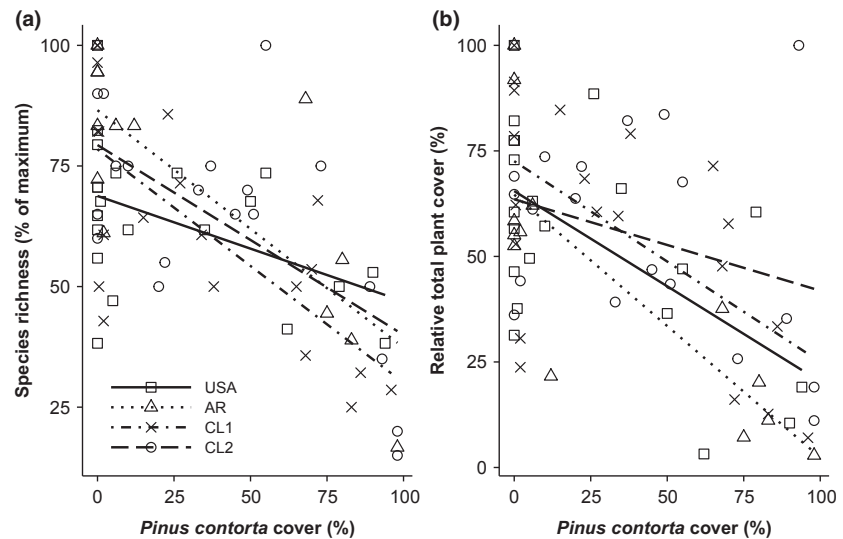 (a)
Species richness (% of maximum)
100
75
50
25
USA
AR
CL1
CL2
0 25 50 75 100
Pinus contorta cover (%)
(b)
Relative total plant cover (%)
100
75
50
25
0
0 25 50 75 100
Pinus contorta cover (%)